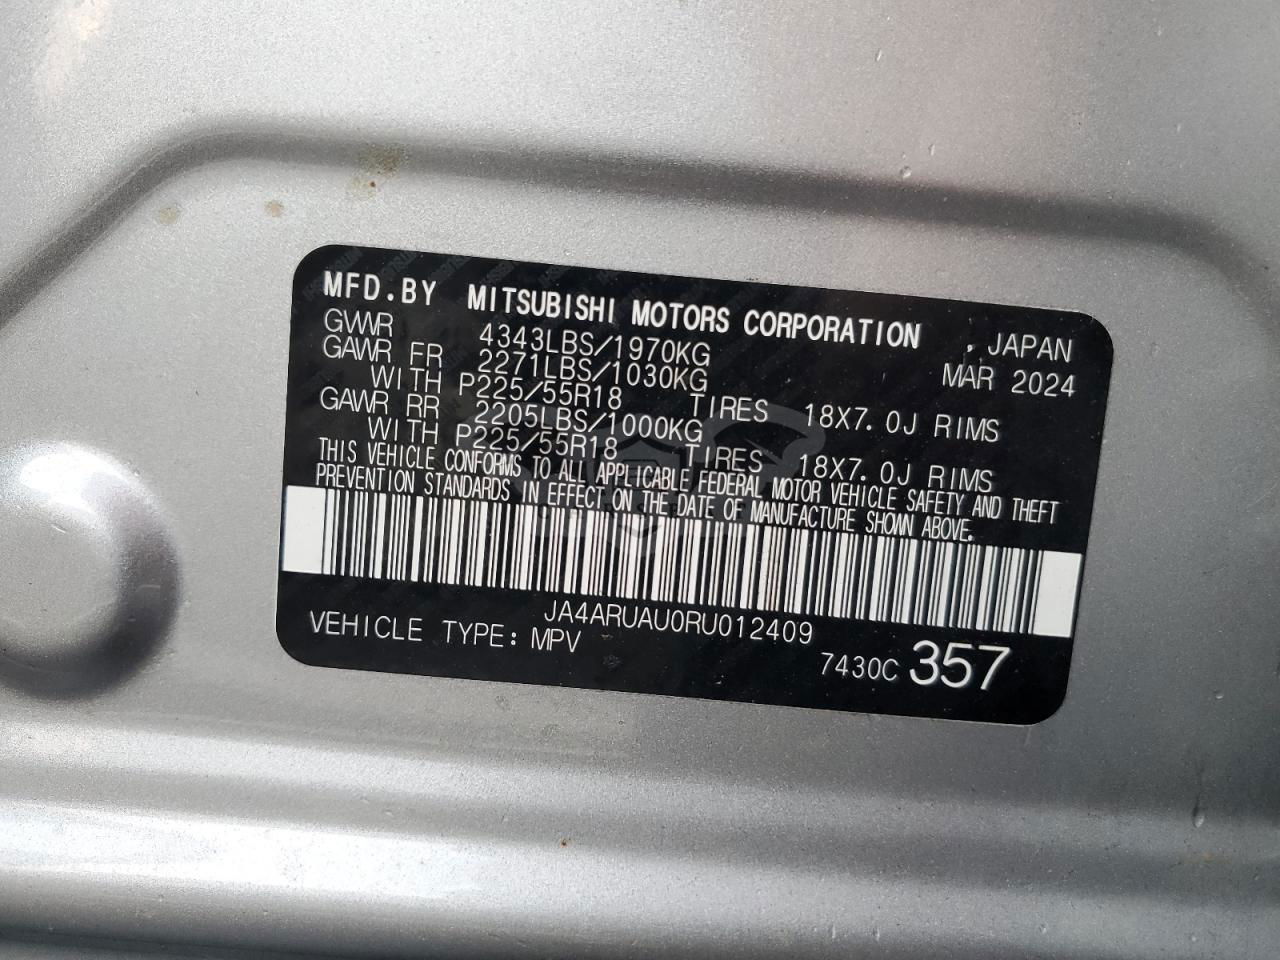 MFD.BY MITSUBISHI MOTORS CORPORATION , JAPAN
GVWR 4343LBS/1970KG MAR 2024
GAWR FR 2271LBS/1030KG
WITH P225/55R18 TIRES 18X7.0J RIMS
GAWR RR 2205LBS/1000KG
WITH P225/55R18 TIRES 18X7.0J RIMS
THIS VEHICLE CONFORMS TO ALL APPLICABLE FEDERAL MOTOR VEHICLE SAFETY AND THEFT
PREVENTION STANDARDS IN EFFECT ON THE DATE OF MANUFACTURE SHOWN ABOVE.
JA4ARUAU0RU012409
VEHICLE TYPE: MPV
7430C 357